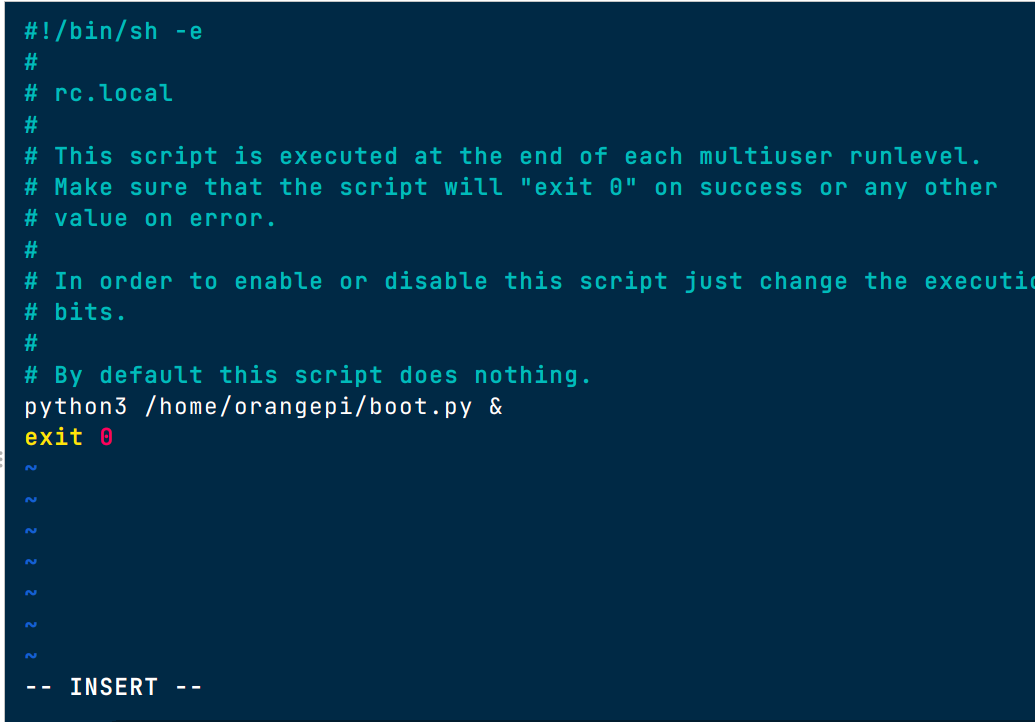 #!/bin/sh -e
#
# rc.local
#
# This script is executed at the end of each multiuser runlevel.
# Make sure that the script will "exit 0" on success or any other
# value on error.
#
# In order to enable or disable this script just change the
# bits.
#
# By default this script does nothing.
python3 /home/orangepi/boot.py &
exit 0
~
~
~
~
~
~
~
-- INSERT --